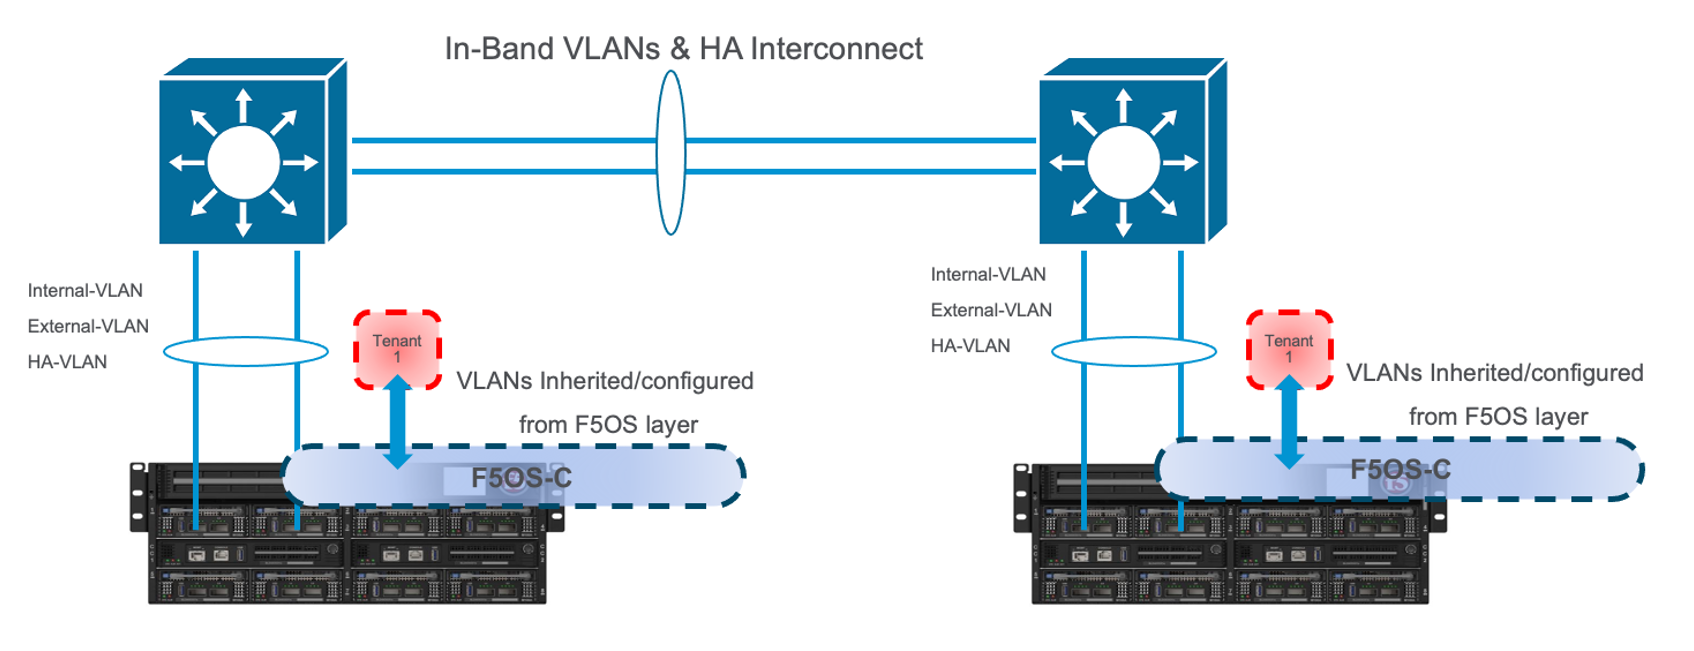 In-Band VLANs & HA Interconnect
Internal-VLAN
External-VLAN
HA-VLAN
Tenant
1
VLANs Inherited/configured
from F5OS layer
F5OS-C
Internal-VLAN
External-VLAN
HA-VLAN
Tenant
1
VLANs Inherited/configured
from F5OS layer
F5OS-C